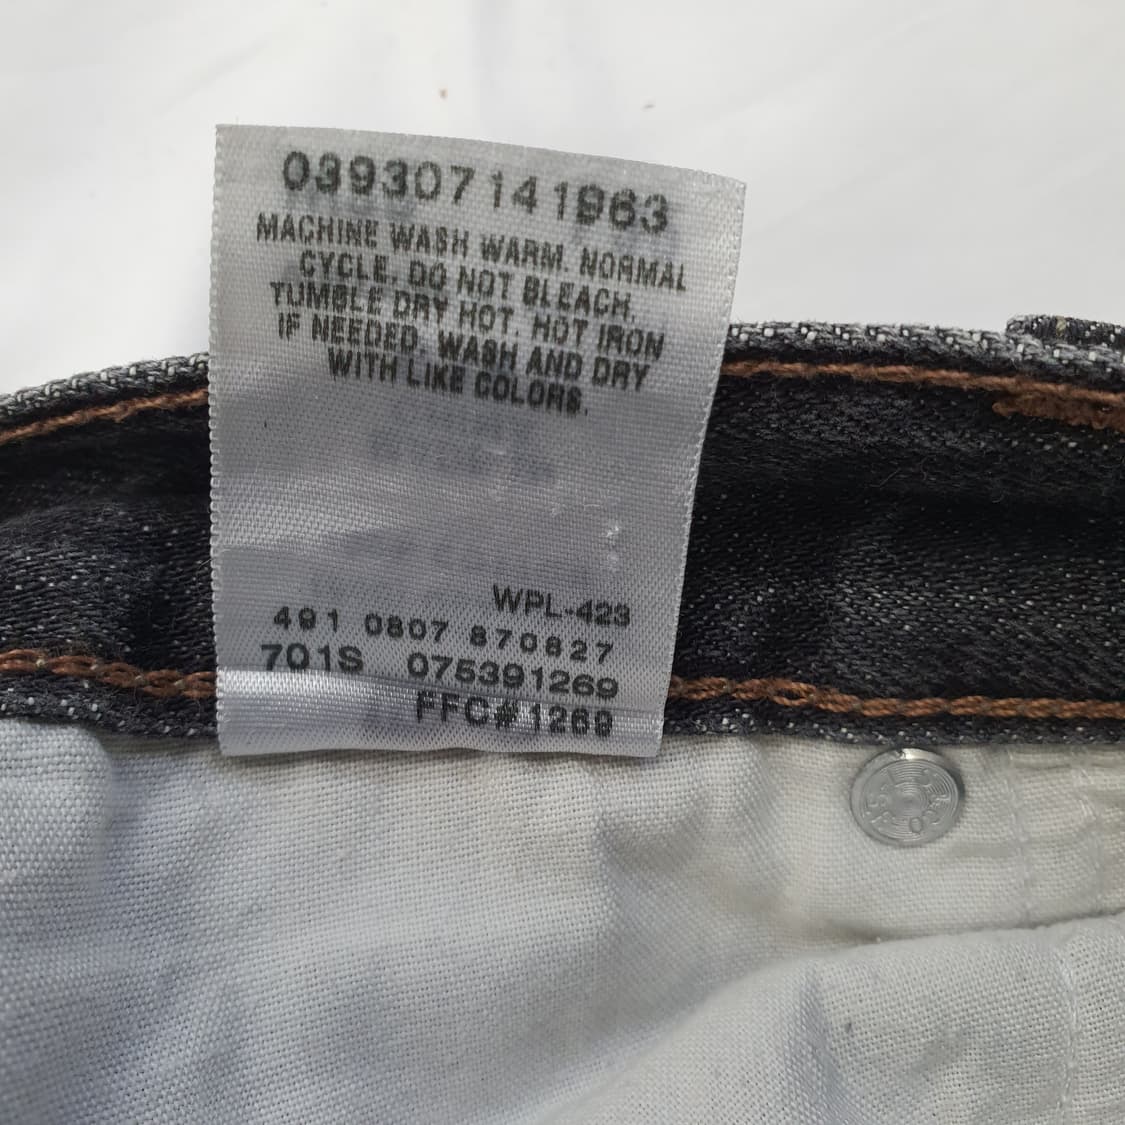 039307141963
MACHINE WASH WARM. NORMAL
CYCLE. DO NOT BLEACH.
TUMBLE DRY HOT. HOT IRON
IF NEEDED. WASH AND DRY
WITH LIKE COLORS.
WPL-423
491 0807 870827
701S 075391269
FFC#1269